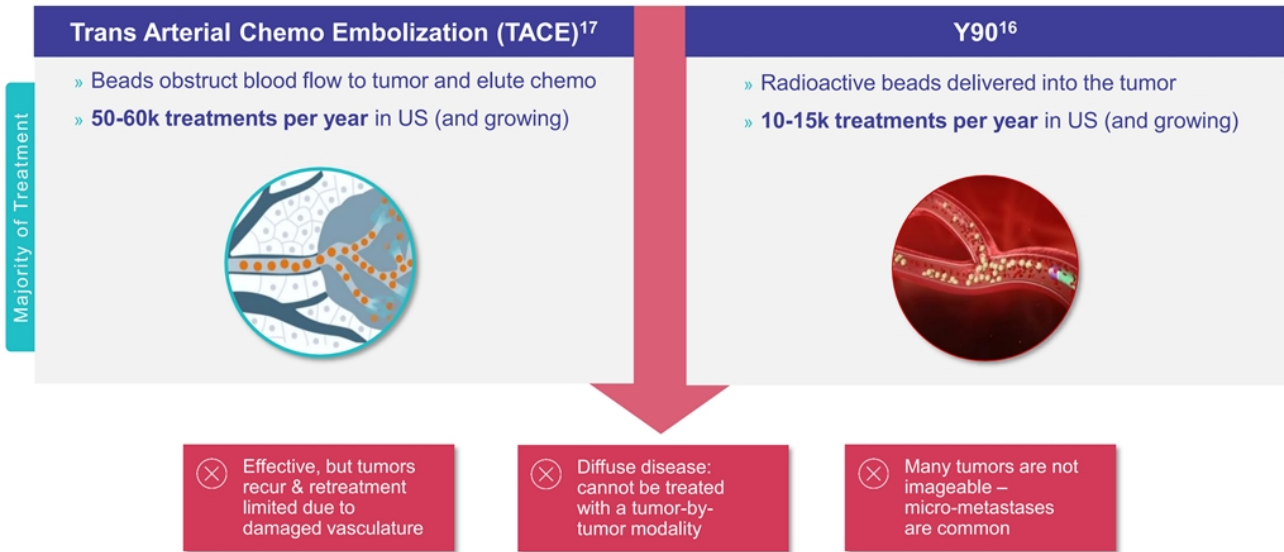 Trans Arterial Chemo Embolization (TACE)17
Y9016
Majority of Treatment
» Beads obstruct blood flow to tumor and elute chemo
» 50-60k treatments per year in US (and growing)
» Radioactive beads delivered into the tumor
» 10-15k treatments per year in US (and growing)
Effective, but tumors
recur & retreatment
limited due to
damaged vasculature
Diffuse disease:
cannot be treated
with a tumor-by-
tumor modality
Many tumors are not
imageable –
micro-metastases
are common